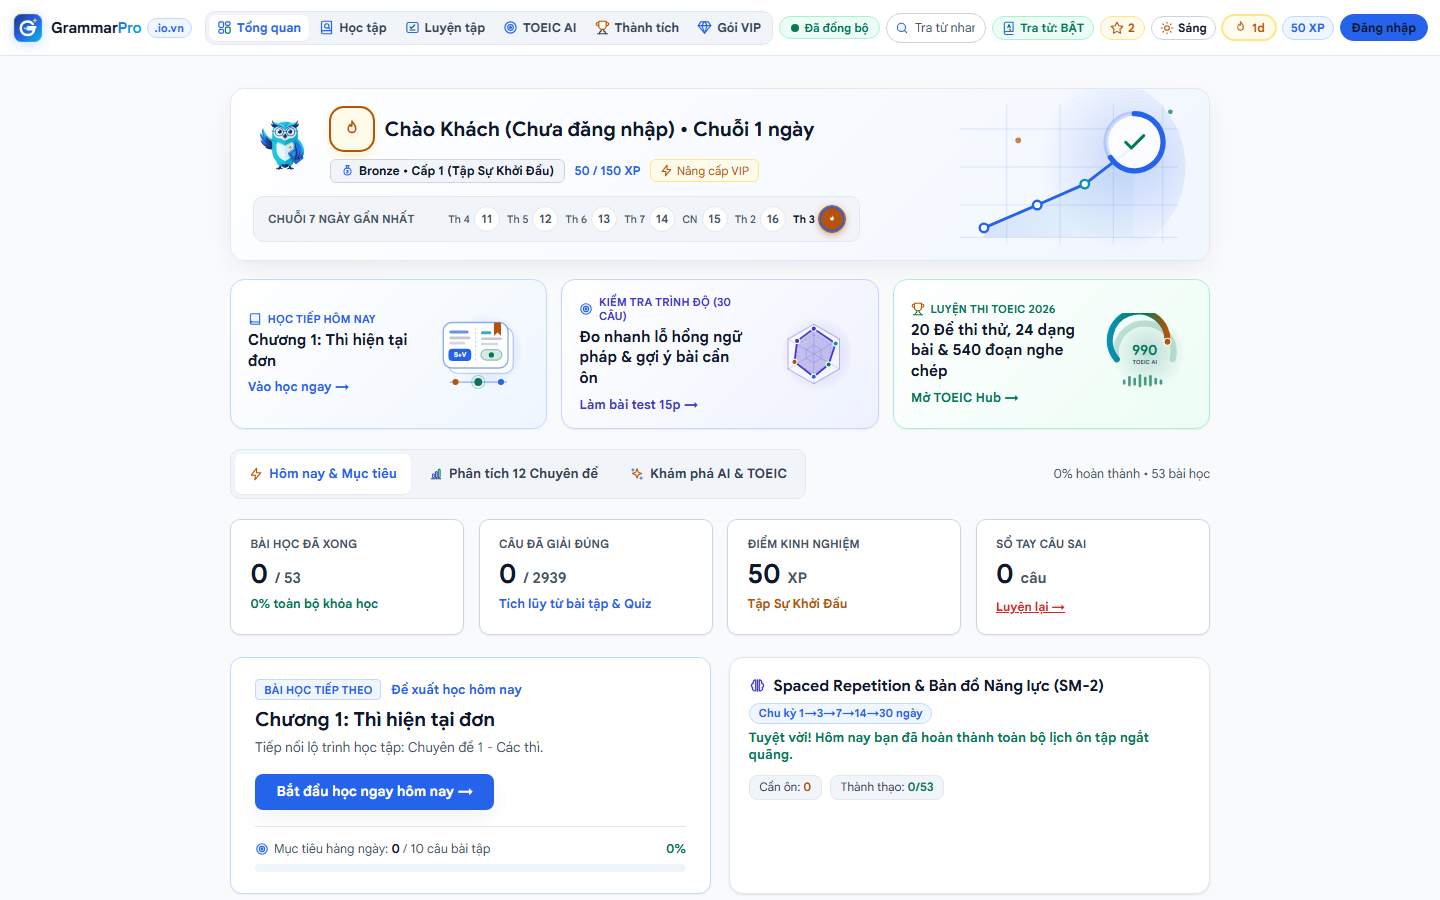 GrammarPro .io.vn Tổng quan Học tập Luyện tập TOEIC AI Thành tích Gói VIP Đã đồng bộ Tra từ nhan Tra từ: BẬT 2 Sáng 1d 50 XP Đăng nhập
Chào Khách (Chưa đăng nhập) • Chuỗi 1 ngày
Bronze • Cấp 1 (Tập Sự Khởi Đầu) 50 / 150 XP Nâng cấp VIP
CHUỖI 7 NGÀY GẦN NHẤT Th 4 11 Th 5 12 Th 6 13 Th 7 14 CN 15 Th 2 16 Th 3
HỌC TIẾP HÔM NAY
Chương 1: Thì hiện tại
đơn
Vào học ngay →
S+V
KIỂM TRA TRÌNH ĐỘ (30
CÂU)
Đo nhanh lỗ hổng ngữ
pháp & gợi ý bài cần
ôn
Làm bài test 15p →
LUYỆN THI TOEIC 2026
20 Đề thi thử, 24 dạng
bài & 540 đoạn nghe
chép
Mở TOEIC Hub →
990
TOEIC AI
Hôm nay & Mục tiêu Phân tích 12 Chuyên đề Khám phá AI & TOEIC 0% hoàn thành • 53 bài học
BÀI HỌC ĐÃ XONG
0 / 53
0% toàn bộ khóa học
CÂU ĐÃ GIẢI ĐÚNG
0 / 2939
Tích lũy từ bài tập & Quiz
ĐIỂM KINH NGHIỆM
50 XP
Tập Sự Khởi Đầu
SỔ TAY CÂU SAI
0 câu
Luyện lại →
BÀI HỌC TIẾP THEO Đề xuất học hôm nay
Chương 1: Thì hiện tại đơn
Tiếp nối lộ trình học tập: Chuyên đề 1 - Các thì.
Bắt đầu học ngay hôm nay →
Mục tiêu hàng ngày: 0 / 10 câu bài tập 0%
Spaced Repetition & Bản đồ Năng lực (SM-2)
Chu kỳ 1→3→7→14→30 ngày
Tuyệt vời! Hôm nay bạn đã hoàn thành toàn bộ lịch ôn tập ngắt
quãng.
Cần ôn: 0 Thành thạo: 0/53